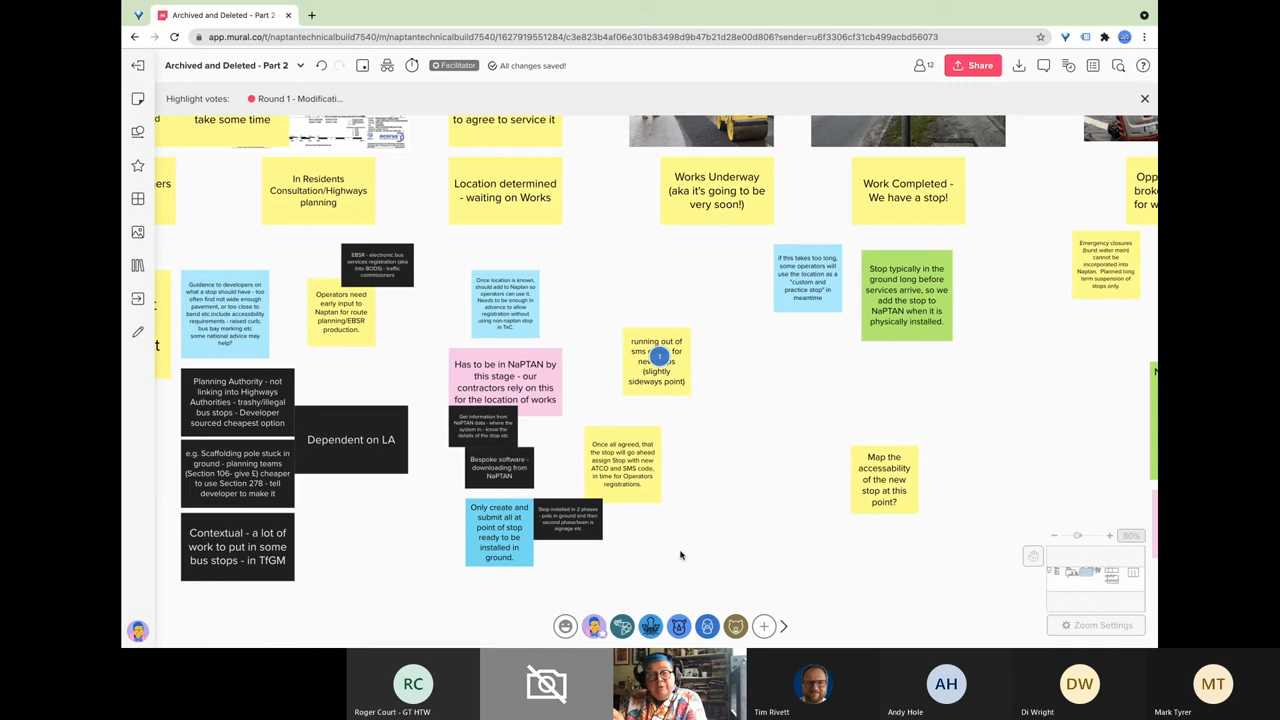 Archived and Deleted - Part 2
app.mural.co/t/naptantechnicalbuild7540/m/naptantechnicalbuild7540/1627919551284/c3e823b4af06e301b83498d9b47b21d28e00d806?sender=u6f3306cf31cb499acbd56073
Archived and Deleted - Part 2
Facilitator
All changes saved!
12
Share
Highlight votes:
Round 1 - Modificati...
take some time
to agree to service it
In Residents
Consultation/Highways
planning
Location determined
- waiting on Works
Works Underway
(aka it's going to be
very soon!)
Work Completed -
We have a stop!
Opp
brok
for w
ers
EBSR - electronic bus
services registration (aka
Into BODS) - traffic
commisioners
Guidance to developers on
what a stop should have - too
often find not wide enough
pavement, or too close to
bend etc.include accessibility
requirements - raised curb,
bus bay marking etc
some national advice may
help?
Operators need
early input to
Naptan for route
planning/EBSR
production.
Once location is known,
should add to Naptan so
operators can use it.
Needs to be enough in
advance to allow
registration without
using non-naptan stop
in TxC.
if this takes too long,
some operators will
use the location as a
"custom and
practice stop" in
meantime
Stop typically in the
ground long before
services arrive, so we
add the stop to
NaPTAN when it is
physically installed.
Emergency closures
(burst water main)
cannot be
incorporated into
Naptan. Planned long
term suspension of
stops only.
t
running out of
sms for
new
(slightly
sideways point)
1
Has to be in NaPTAN by
this stage - our
contractors rely on this
for the location of works
Planning Authority - not
linking into Highways
Authorities - trashy/illegal
bus stops - Developer
sourced cheapest option
Dependent on LA
Get information from
NaPTAN data - where the
system in - know the
details of the stop etc
Bespoke software -
downloading from
NaPTAN
Once all agreed, that
the stop will go ahead
assign Stop with new
ATCO and SMS code,
in time for Operators
registrations.
Map the
accessability
of the new
stop at this
point?
e.g. Scaffolding pole stuck in
ground - planning teams
(Section 106- give £) cheaper
to use Section 278 - tell
developer to make it
Only create and
submit all at
point of stop
ready to be
installed in
ground.
Stop installed in 2 phases
- pole in ground and then
second phase/team is
signage etc
Contextual - a lot of
work to put in some
bus stops - in TfGM
80%
Zoom Settings
RC
AH
DW
MT
Roger Court - GT HTW
Tim Rivett
Andy Hole
Di Wright
Mark Tyrer